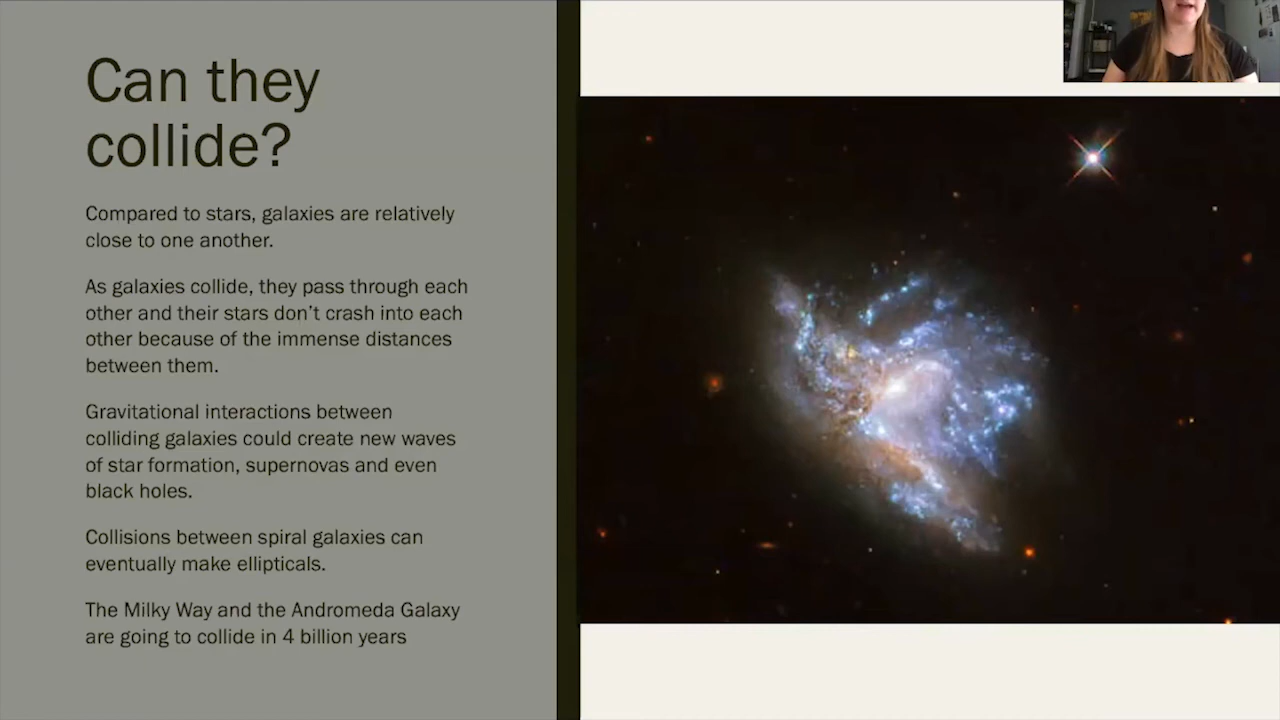 Can they
collide?
Compared to stars, galaxies are relatively
close to one another.
As galaxies collide, they pass through each
other and their stars don’t crash into each
other because of the immense distances
between them.
Gravitational interactions between
colliding galaxies could create new waves
of star formation, supernovas and even
black holes.
Collisions between spiral galaxies can
eventually make ellipticals.
The Milky Way and the Andromeda Galaxy
are going to collide in 4 billion years